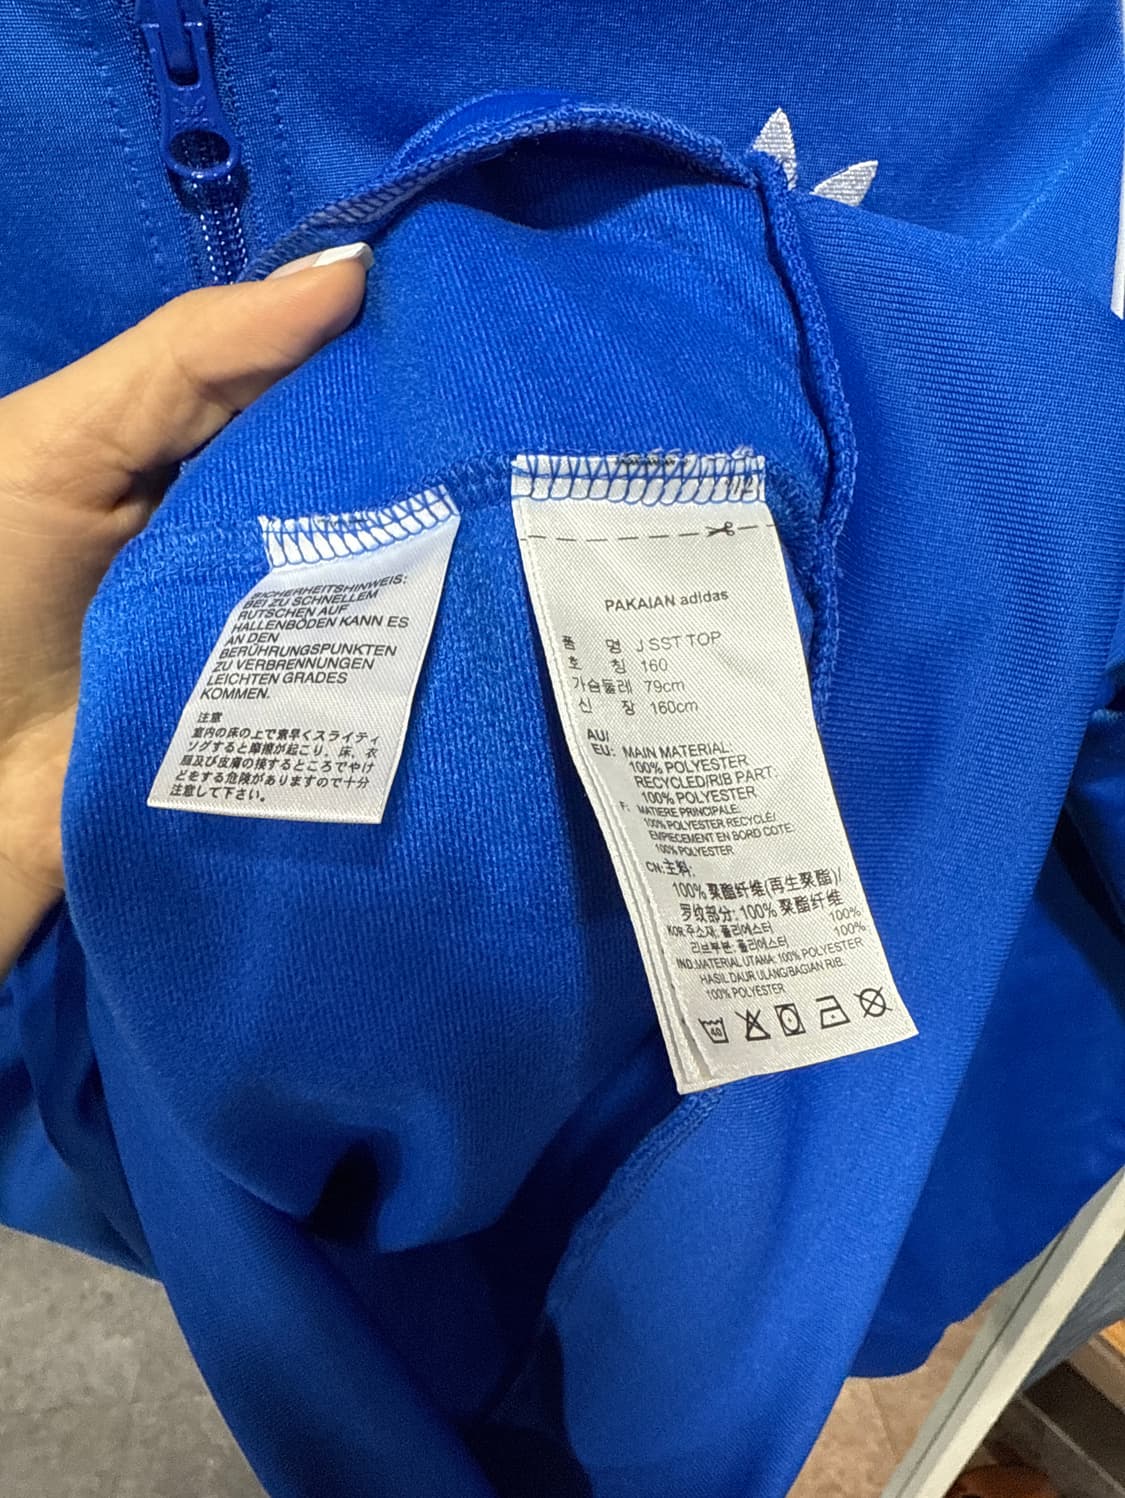 SICHERHEITSHINWEIS:
BEI ZU SCHNELLEM
RUTSCHEN AUF
HALLENBÖDEN KANN ES
AN DEN
BERÜHRUNGSPUNKTEN
ZU VERBRENNUNGEN
LEICHTEN GRADES
KOMMEN.
注意
室内の床の上で素早くスライディ
ングすると摩擦が起こり、床、衣
服及び皮膚の接するところでやけ
どをする危険がありますので十分
注意して下さい。
PAKAIAN adidas
품 명 J SST TOP
호 칭 160
가슴둘레 79cm
신 장 160cm
AU/
EU: MAIN MATERIAL:
100% POLYESTER
RECYCLED/RIB PART:
100% POLYESTER
F: MATIERE PRINCIPALE:
100% POLYESTER RECYCLÉ/
EMPIECEMENT EN BORD COTE:
100% POLYESTER
CN:主料:
100% 聚酯纤维(再生聚酯)/
罗纹部分: 100% 聚酯纤维
KOR 주소재: 폴리에스터 100%
리브부분: 폴리에스터 100%
IND:MATERIAL UTAMA: 100% POLYESTER
HASIL DAUR ULANG/BAGIAN RIB:
100% POLYESTER
40